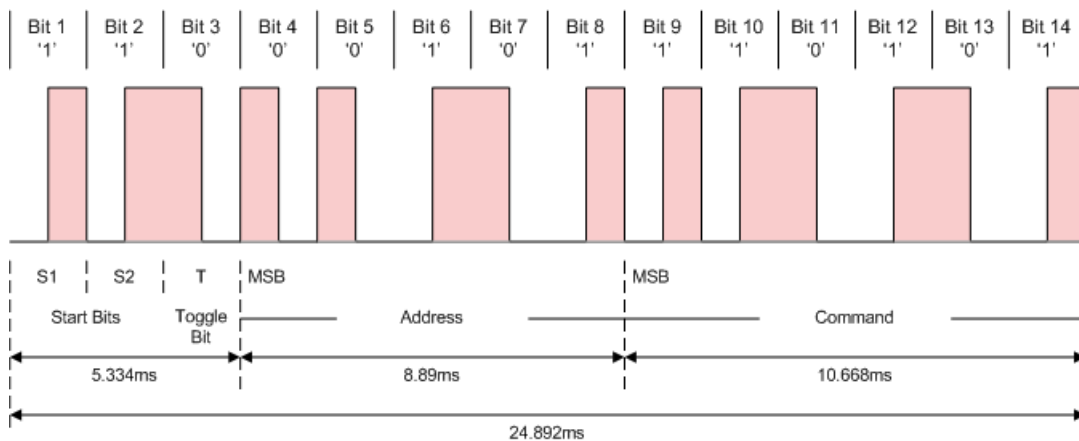 Bit 1 Bit 2 Bit 3 Bit 4 Bit 5 Bit 6 Bit 7 Bit 8 Bit 9 Bit 10 Bit 11 Bit 12 Bit 13 Bit 14
'1' '1' '0' '0' '0' '1' '0' '1' '1' '1' '0' '1' '0' '1'
S1 S2 T MSB MSB
Start Bits Toggle Bit Address Command
5.334ms 8.89ms 10.668ms
24.892ms